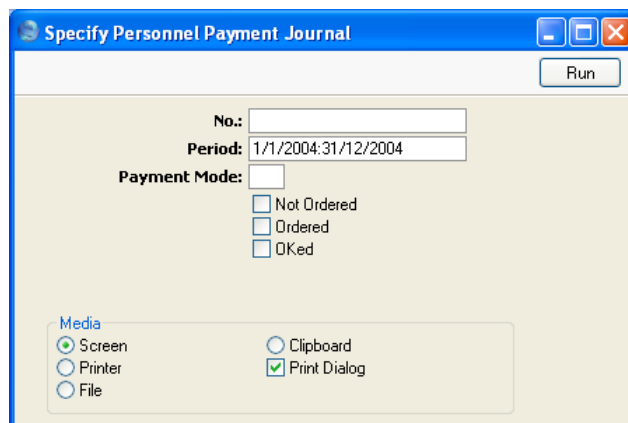 Specify Personnel Payment Journal
Run
No.:
Period: 1/1/2004:31/12/2004
Payment Mode:
Not Ordered
Ordered
OKed
Media
Screen Clipboard
Printer Print Dialog
File